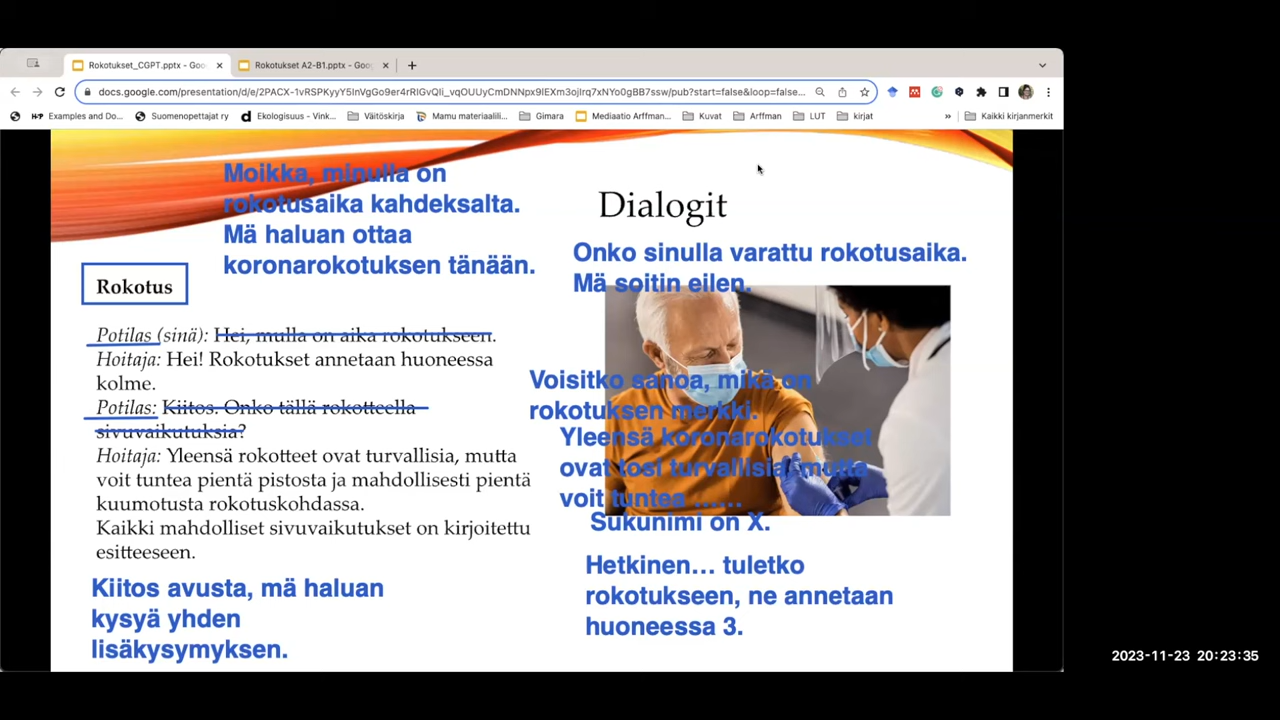 Rokotukset_CGPT.pptx - Goo
Rokotukset A2-B1.pptx - Goog
docs.google.com/presentation/d/e/2PACX-1vRSPKyyY5InVgGo9er4rRIGvQIi_vqOUUyCmDNNpx9lEXm3ojIrq7xNYo0gBB7ssw/pub?start=false&loop=false...
Examples and Do...
Suomenopettajat ry
Ekologisuus - Vink...
Väitöskirja
Mamu materiaalili...
Gimara
Mediaatio Arffman...
Kuvat
Arffman
LUT
kirjat
»
Kaikki kirjanmerkit
Moikka, minulla on
rokotusaika kahdeksalta.
Mä haluan ottaa
koronarokotuksen tänään.
Dialogit
Onko sinulla varattu rokotusaika.
Mä soitin eilen.
Rokotus
Potilas (sinä): Hei, mulla on aika rokotukseen.
Hoitaja: Hei! Rokotukset annetaan huoneessa
kolme.
Potilas: Kiitos. Onko tällä rokotteella
sivuvaikutuksia?
Hoitaja: Yleensä rokotteet ovat turvallisia, mutta
voit tuntea pientä pistosta ja mahdollisesti pientä
kuumotusta rokotuskohdassa.
Kaikki mahdolliset sivuvaikutukset on kirjoitettu
esitteeseen.
Voisitko sanoa, mikä on
rokotuksen merkki.
Yleensä koronarokotukset
ovat tosi turvallisia, mutta
voit tuntea ......
Sukunimi on X.
Hetkinen... tuletko
rokotukseen, ne annetaan
huoneessa 3.
Kiitos avusta, mä haluan
kysyä yhden
lisäkysymyksen.
2023-11-23 20:23:35